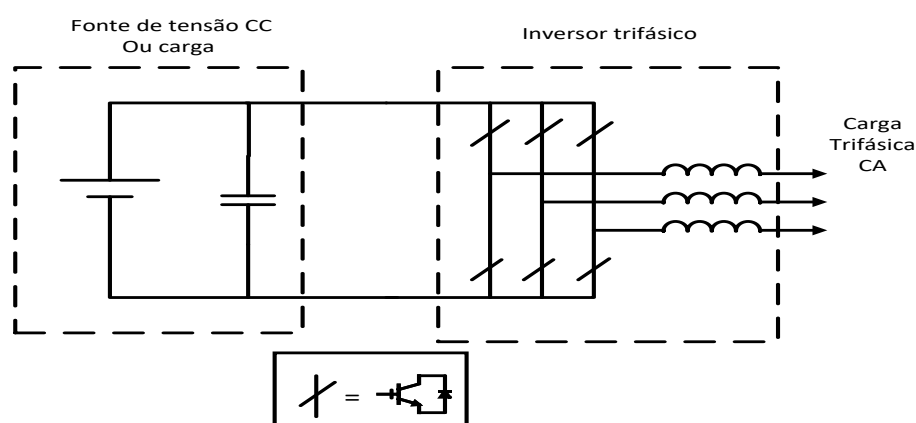 Fonte de tensão CC
Ou carga
Inversor trifásico
Carga
Trifásica
CA
=